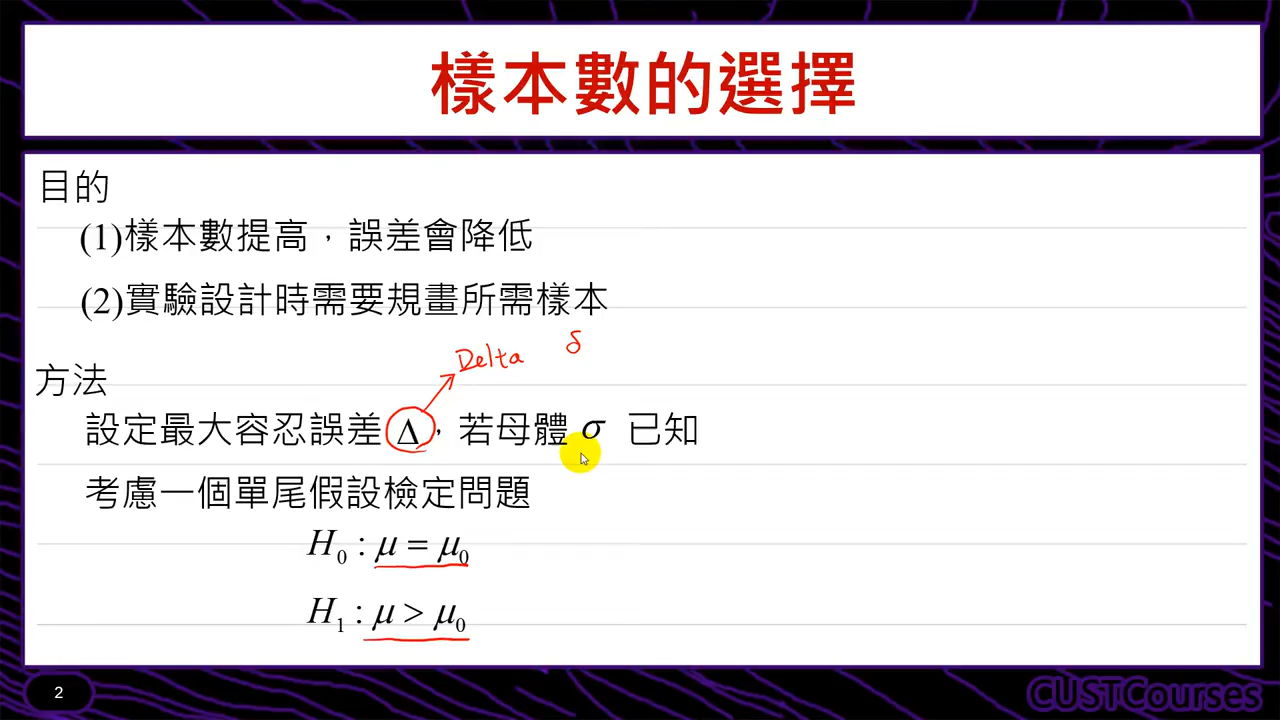 樣本數的選擇
目的
(1)樣本數提高，誤差會降低
(2)實驗設計時需要規畫所需樣本
Delta δ
方法
設定最大容忍誤差 Δ，若母體 σ 已知
考慮一個單尾假設檢定問題
H₀ : μ = μ₀
H₁ : μ > μ₀
2
CUSTCourses